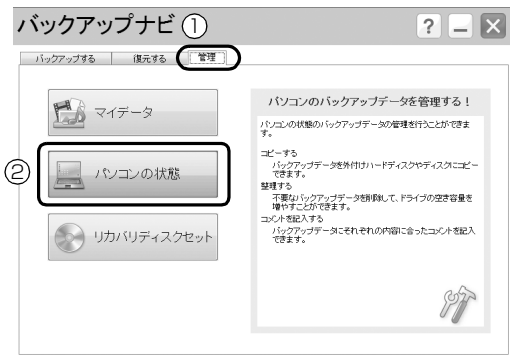 バックアップナビ ①
? － ×
バックアップする 復元する 管理
マイデータ
② パソコンの状態
リカバリディスクセット
パソコンのバックアップデータを管理する！
パソコンの状態のバックアップデータの管理を行うことができま
す。
コピーする
バックアップデータを外付けハードディスクやディスクにコピー
できます。
整理する
不要なバックアップデータを削除して、ドライブの空き容量を
増やすことができます。
コメントを記入する
バックアップデータにそれぞれの内容に合ったコメントを記入
できます。